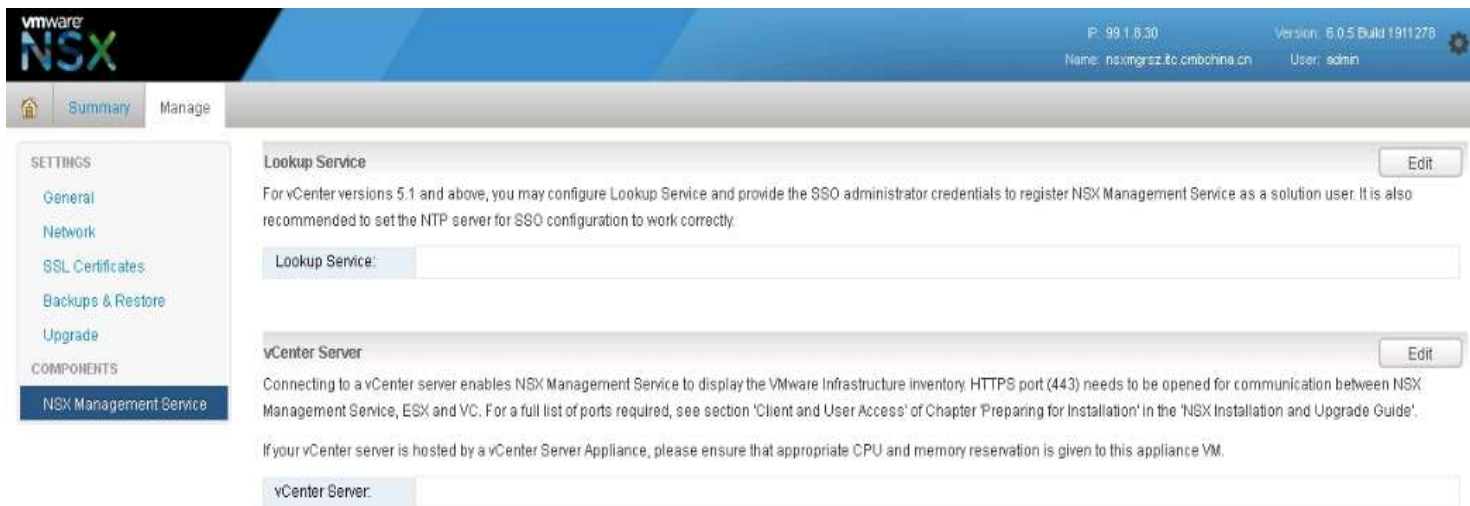 vmware
NSX
IP: 99.1.8.30
Version: 6.0.5 Build 1911278
Name: nsxmgrsz.itc.cmbchina.cn
User: admin
Summary
Manage
SETTINGS
General
Network
SSL Certificates
Backups & Restore
Upgrade
COMPONENTS
NSX Management Service
Lookup Service
Edit
For vCenter versions 5.1 and above, you may configure Lookup Service and provide the SSO administrator credentials to register NSX Management Service as a solution user. It is also
recommended to set the NTP server for SSO configuration to work correctly.
Lookup Service:
vCenter Server
Edit
Connecting to a vCenter server enables NSX Management Service to display the VMware Infrastructure inventory. HTTPS port (443) needs to be opened for communication between NSX
Management Service, ESX and VC. For a full list of ports required, see section 'Client and User Access' of Chapter 'Preparing for Installation' in the 'NSX Installation and Upgrade Guide'.
If your vCenter server is hosted by a vCenter Server Appliance, please ensure that appropriate CPU and memory reservation is given to this appliance VM.
vCenter Server: